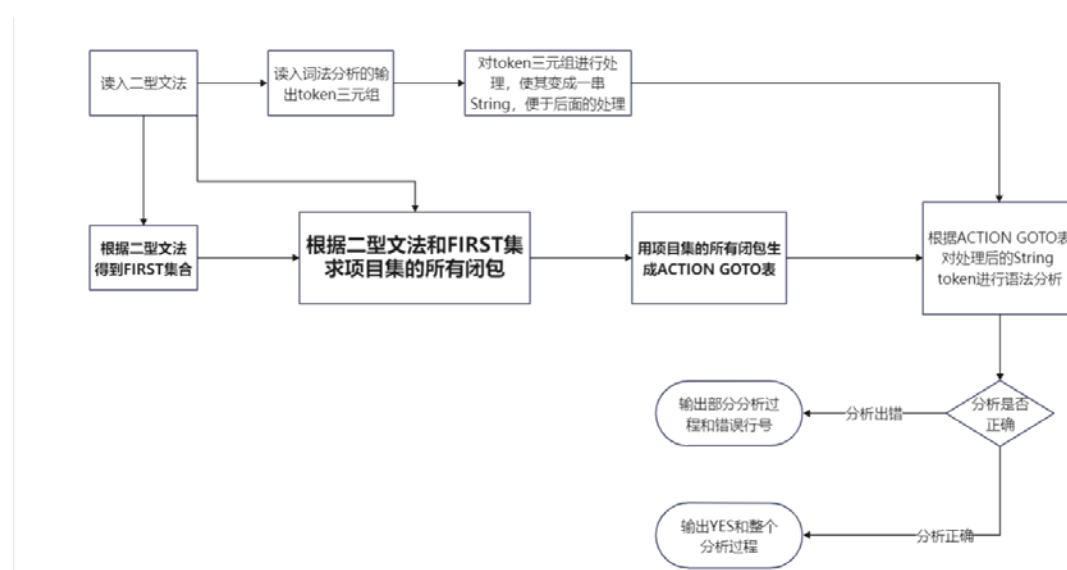 读入二型文法
读入词法分析的输
出token三元组
对token三元组进行处
理，使其变成一串
String，便于后面的处理
根据二型文法
得到FIRST集合
根据二型文法和FIRST集
求项目集的所有闭包
用项目集的所有闭包生
成ACTION GOTO表
根据ACTION GOTO表
对处理后的String
token进行语法分析
分析是否
正确
分析出错
输出部分分析过
程和错误行号
分析正确
输出YES和整个
分析过程